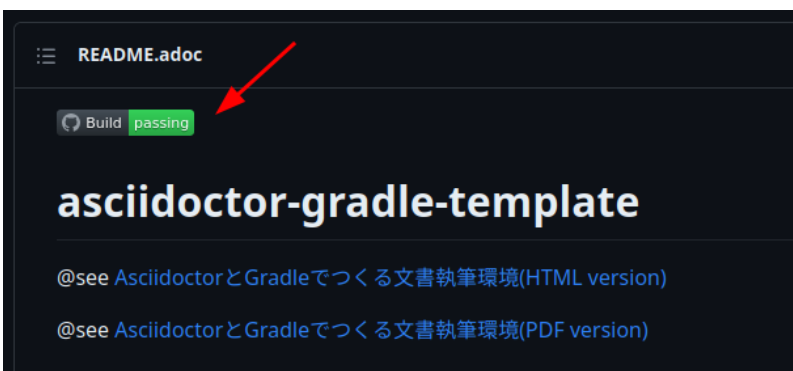 README.adoc
Build passing
asciidoctor-gradle-template
@see AsciidoctorとGradleでつくる文書執筆環境(HTML version)
@see AsciidoctorとGradleでつくる文書執筆環境(PDF version)